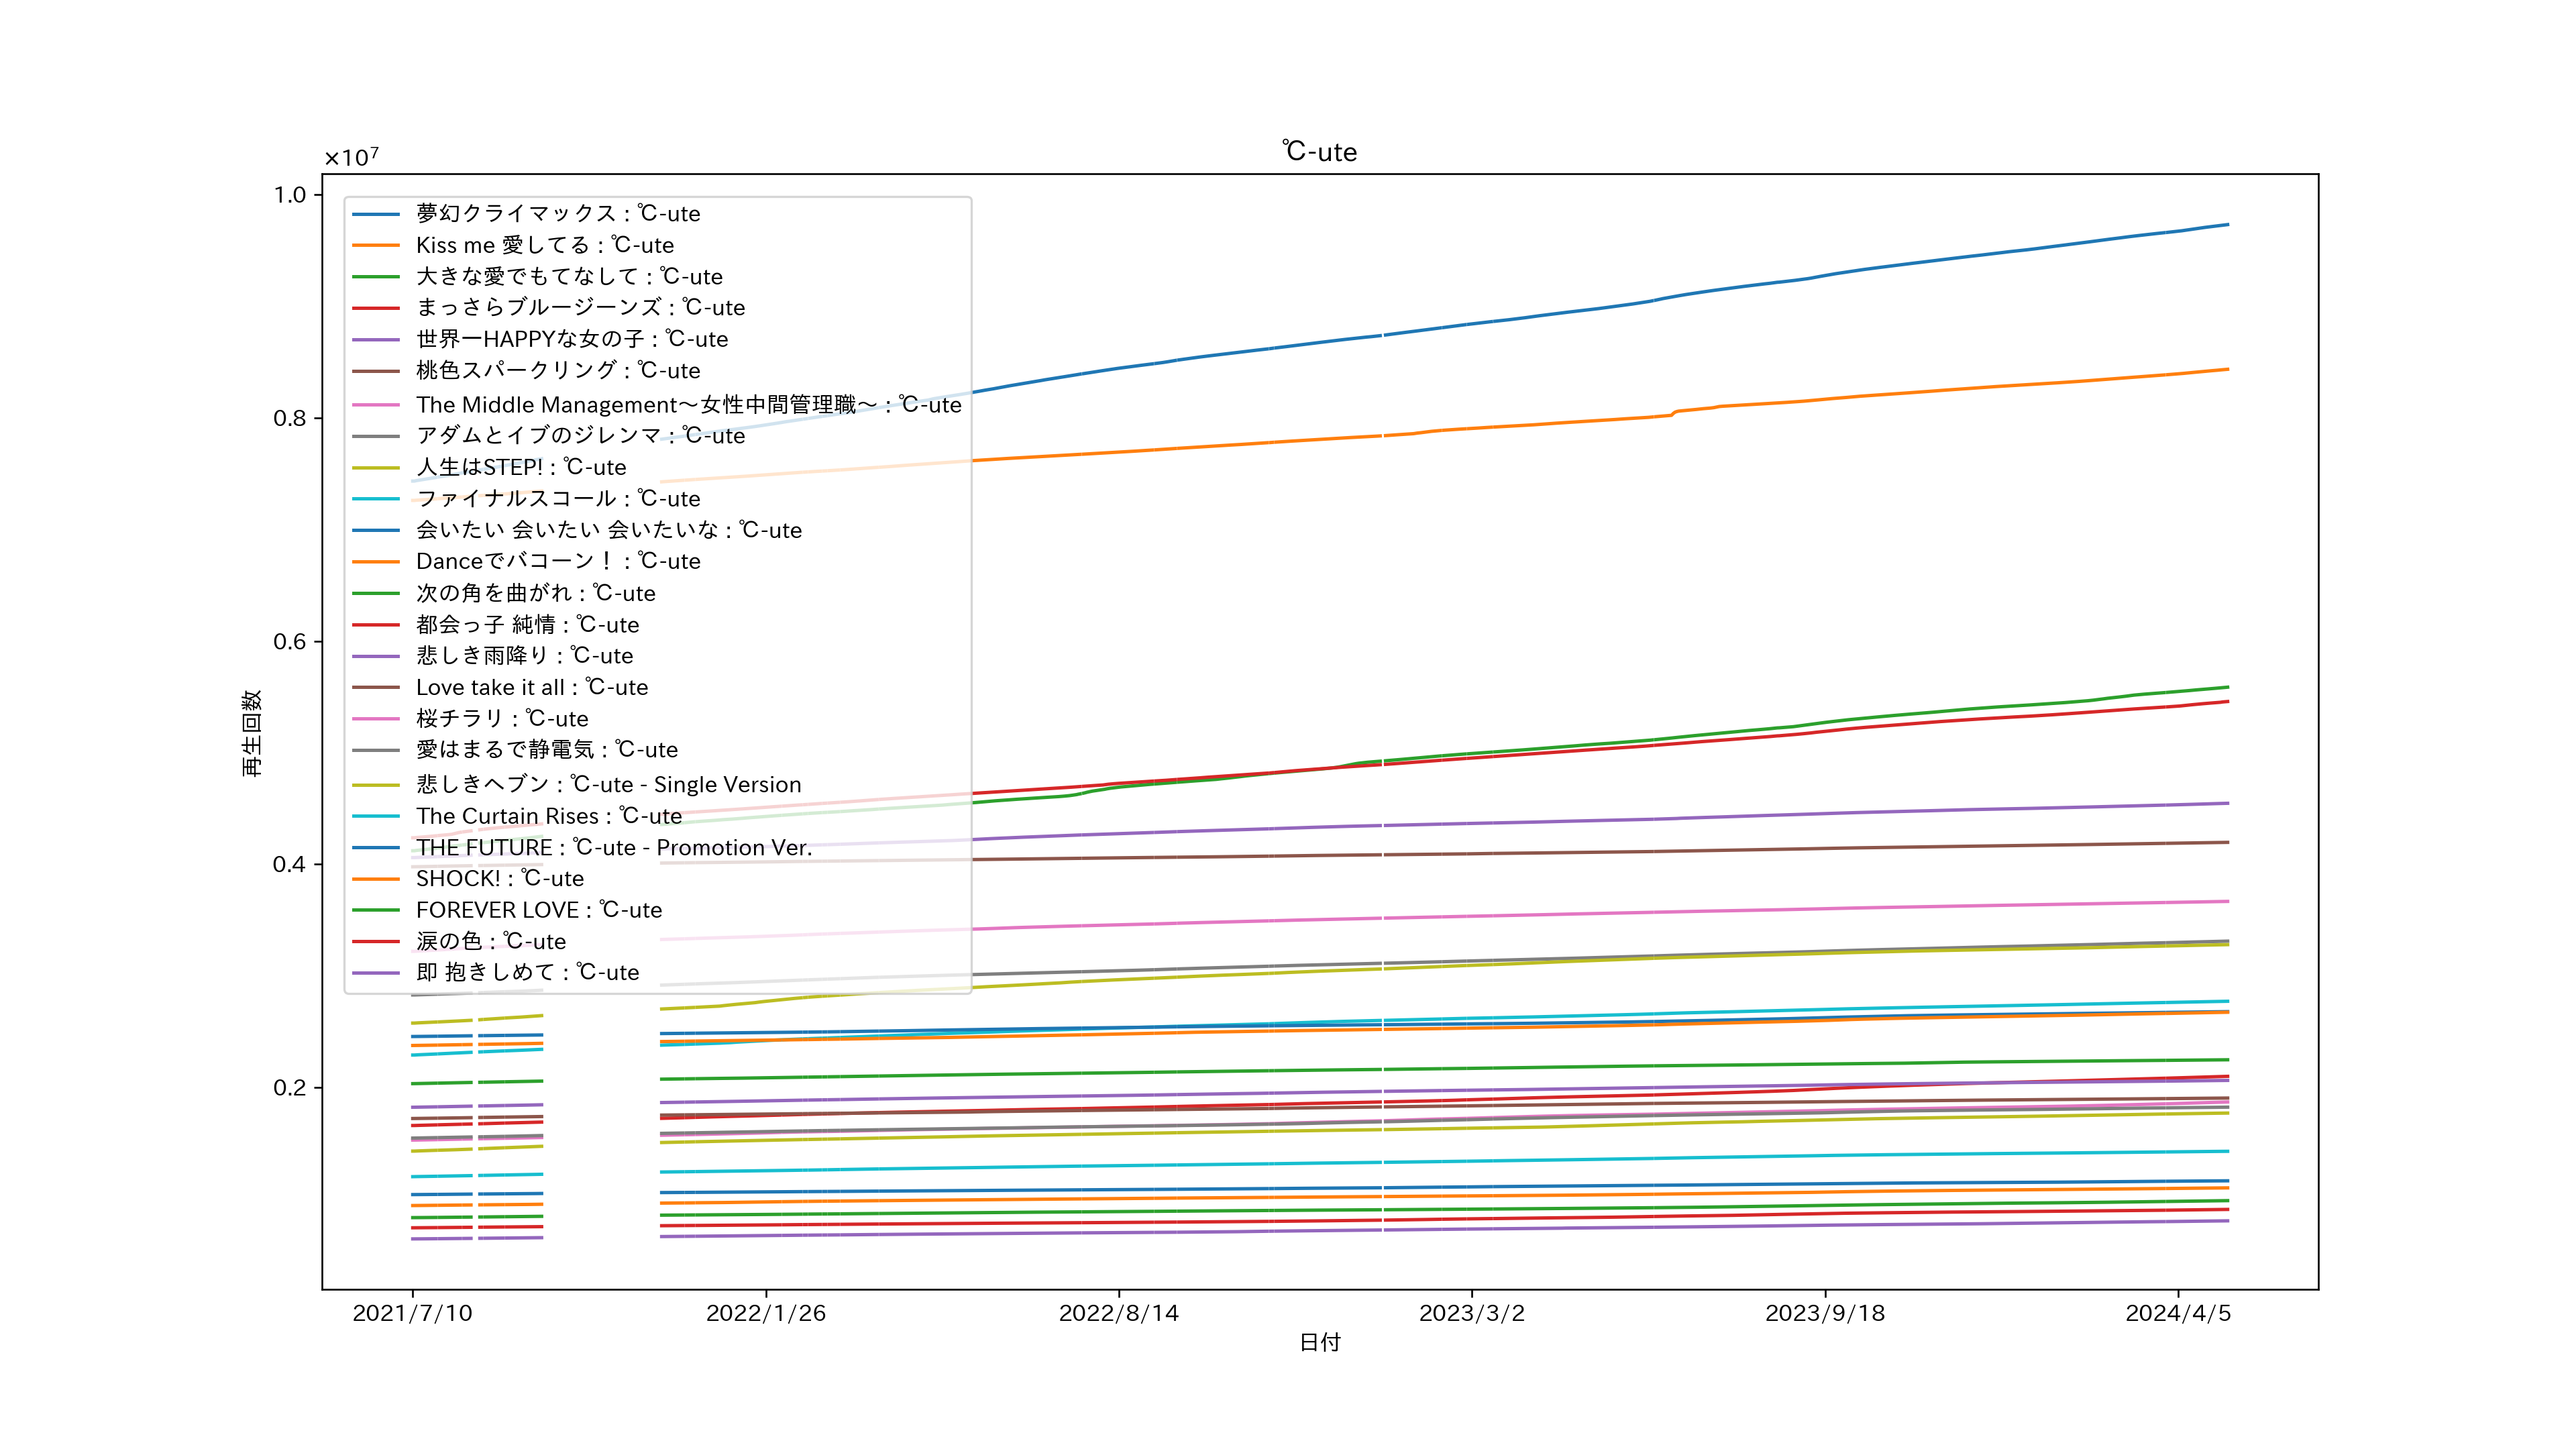 ℃-ute
×10⁷
1.0
0.8
0.6
0.4
0.2
再生回数
夢幻クライマックス : ℃-ute
Kiss me 愛してる : ℃-ute
大きな愛でもてなして : ℃-ute
まっさらブルージーンズ : ℃-ute
世界一HAPPYな女の子 : ℃-ute
桃色スパークリング : ℃-ute
The Middle Management～女性中間管理職～ : ℃-ute
アダムとイブのジレンマ : ℃-ute
人生はSTEP! : ℃-ute
ファイナルスコール : ℃-ute
会いたい 会いたい 会いたいな : ℃-ute
Danceでバコーン！ : ℃-ute
次の角を曲がれ : ℃-ute
都会っ子 純情 : ℃-ute
悲しき雨降り : ℃-ute
Love take it all : ℃-ute
桜チラリ : ℃-ute
愛はまるで静電気 : ℃-ute
悲しきヘブン : ℃-ute - Single Version
The Curtain Rises : ℃-ute
THE FUTURE : ℃-ute - Promotion Ver.
SHOCK! : ℃-ute
FOREVER LOVE : ℃-ute
涙の色 : ℃-ute
即 抱きしめて : ℃-ute
2021/7/10
2022/1/26
2022/8/14
2023/3/2
2023/9/18
2024/4/5
日付